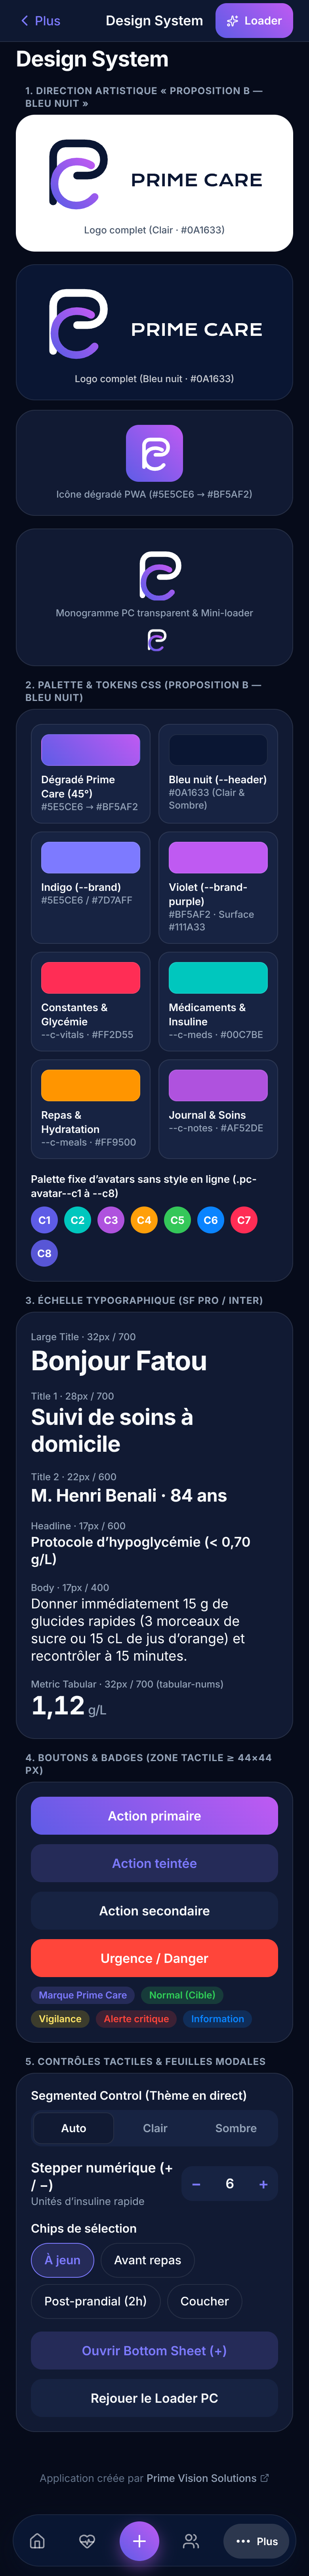 Plus
Design System
Loader
Design System
1. DIRECTION ARTISTIQUE « PROPOSITION B —
BLEU NUIT »
PRIME CARE
Logo complet (Clair · #0A1633)
PRIME CARE
Logo complet (Bleu nuit · #0A1633)
Icône dégradé PWA (#5E5CE6 → #BF5AF2)
Monogramme PC transparent & Mini-loader
2. PALETTE & TOKENS CSS (PROPOSITION B —
BLEU NUIT)
Dégradé Prime
Care (45°)
#5E5CE6 → #BF5AF2
Bleu nuit (--header)
#0A1633 (Clair &
Sombre)
Indigo (--brand)
#5E5CE6 / #7D7AFF
Violet (--brand-
purple)
#BF5AF2 · Surface
#111A33
Constantes &
Glycémie
--c-vitals · #FF2D55
Médicaments &
Insuline
--c-meds · #00C7BE
Repas &
Hydratation
--c-meals · #FF9500
Journal & Soins
--c-notes · #AF52DE
Palette fixe d’avatars sans style en ligne (.pc-
avatar--c1 à --c8)
C1 C2 C3 C4 C5 C6 C7
C8
3. ÉCHELLE TYPOGRAPHIQUE (SF PRO / INTER)
Large Title · 32px / 700
Bonjour Fatou
Title 1 · 28px / 700
Suivi de soins à
domicile
Title 2 · 22px / 600
M. Henri Benali · 84 ans
Headline · 17px / 600
Protocole d’hypoglycémie (< 0,70
g/L)
Body · 17px / 400
Donner immédiatement 15 g de
glucides rapides (3 morceaux de
sucre ou 15 cL de jus d’orange) et
recontrôler à 15 minutes.
Metric Tabular · 32px / 700 (tabular-nums)
1,12 g/L
4. BOUTONS & BADGES (ZONE TACTILE ≥ 44×44
PX)
Action primaire
Action teintée
Action secondaire
Urgence / Danger
Marque Prime Care Normal (Cible)
Vigilance Alerte critique Information
5. CONTRÔLES TACTILES & FEUILLES MODALES
Segmented Control (Thème en direct)
Auto Clair Sombre
Stepper numérique (+
/ −)
Unités d’insuline rapide
− 6 +
Chips de sélection
À jeun Avant repas
Post-prandial (2h) Coucher
Ouvrir Bottom Sheet (+)
Rejouer le Loader PC
Application créée par Prime Vision Solutions
Plus